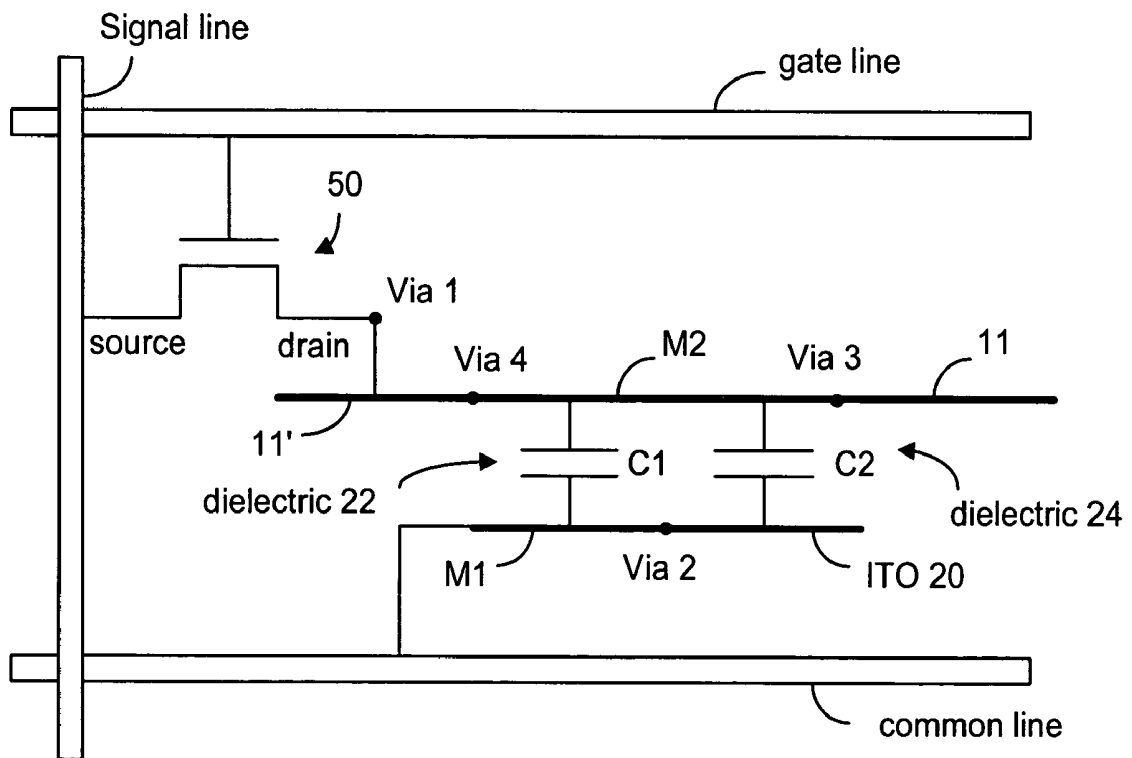 Signal line
gate line
50
Via 1
source
drain
Via 4
M2
Via 3
11
11'
C1
C2
dielectric 22
dielectric 24
M1
Via 2
ITO 20
common line